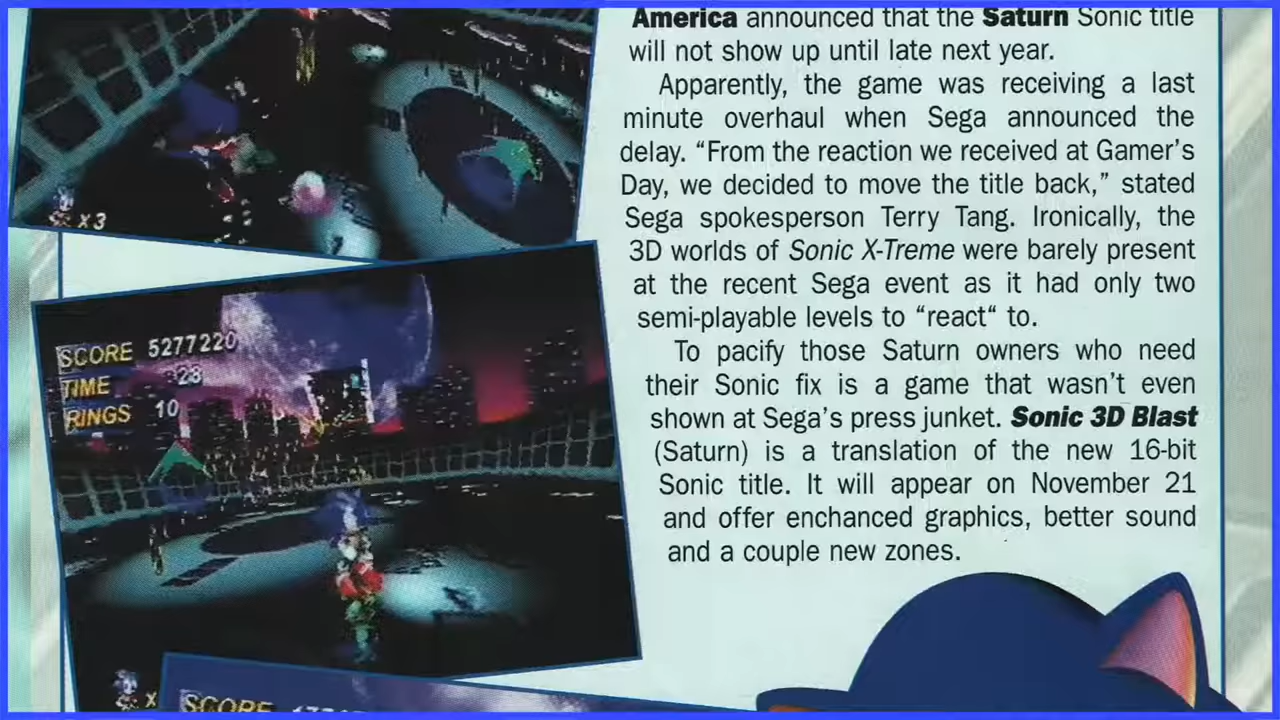 America announced that the Saturn Sonic title
will not show up until late next year.
Apparently, the game was receiving a last
minute overhaul when Sega announced the
delay. “From the reaction we received at Gamer’s
Day, we decided to move the title back,” stated
Sega spokesperson Terry Tang. Ironically, the
3D worlds of Sonic X-Treme were barely present
at the recent Sega event as it had only two
semi-playable levels to “react“ to.
To pacify those Saturn owners who need
their Sonic fix is a game that wasn’t even
shown at Sega’s press junket. Sonic 3D Blast
(Saturn) is a translation of the new 16-bit
Sonic title. It will appear on November 21
and offer enchanced graphics, better sound
and a couple new zones.
X 3
SCORE 5277220
TIME 28
RINGS 10
X
SCORE